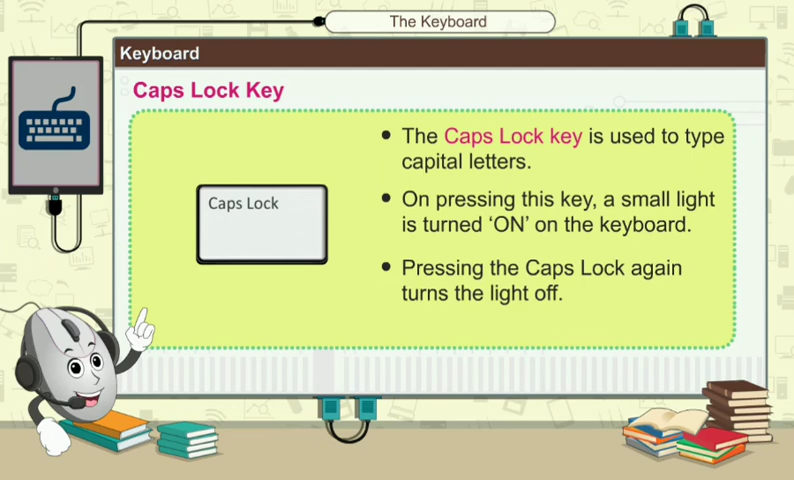 The Keyboard
Keyboard
Caps Lock Key
Caps Lock
• The Caps Lock key is used to type
capital letters.
• On pressing this key, a small light
is turned ‘ON’ on the keyboard.
• Pressing the Caps Lock again
turns the light off.